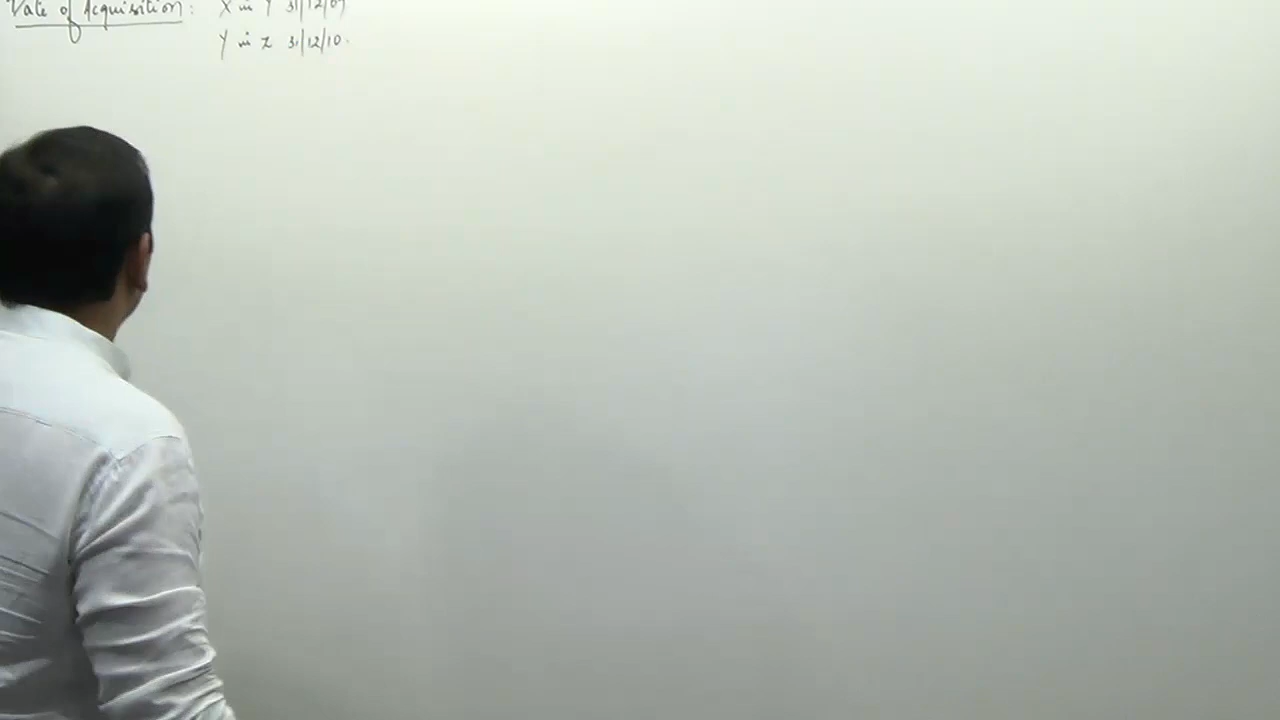 Date of Acquisition: X in Y 31/12/09
Y in Z 31/12/10.